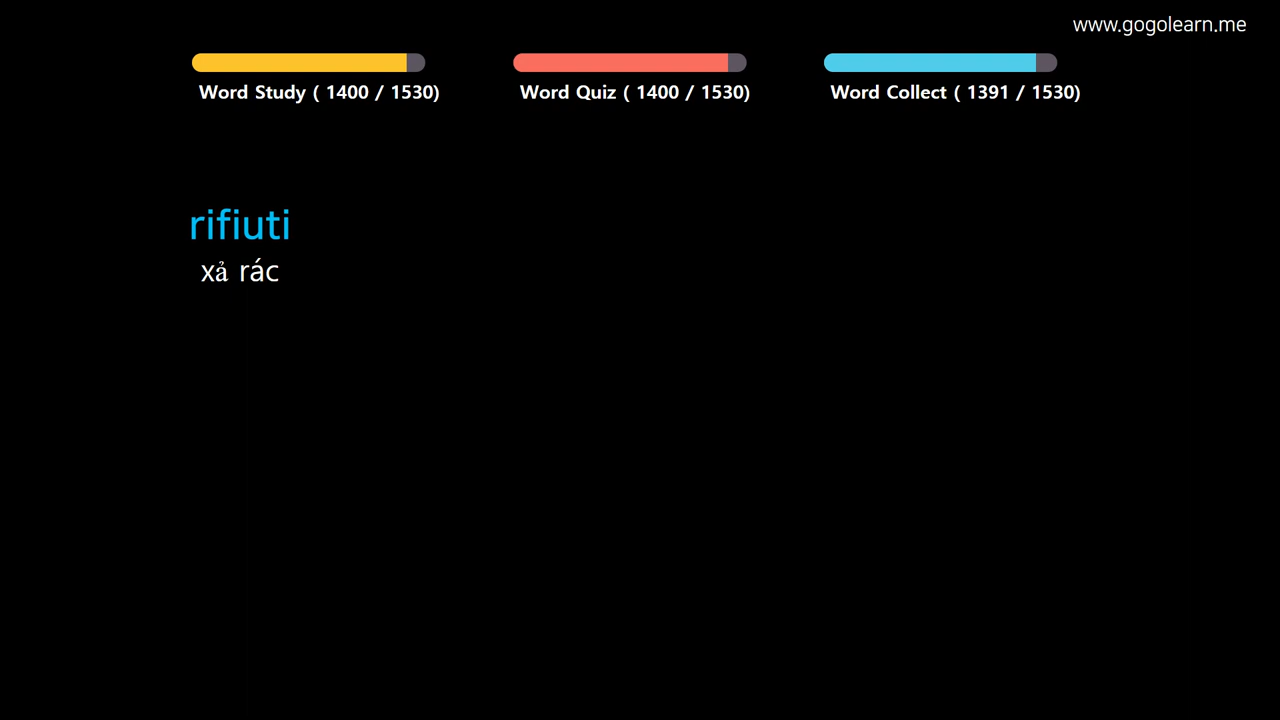 www.gogolearn.me
Word Study ( 1400 / 1530)
Word Quiz ( 1400 / 1530)
Word Collect ( 1391 / 1530)
rifiuti
xả rác